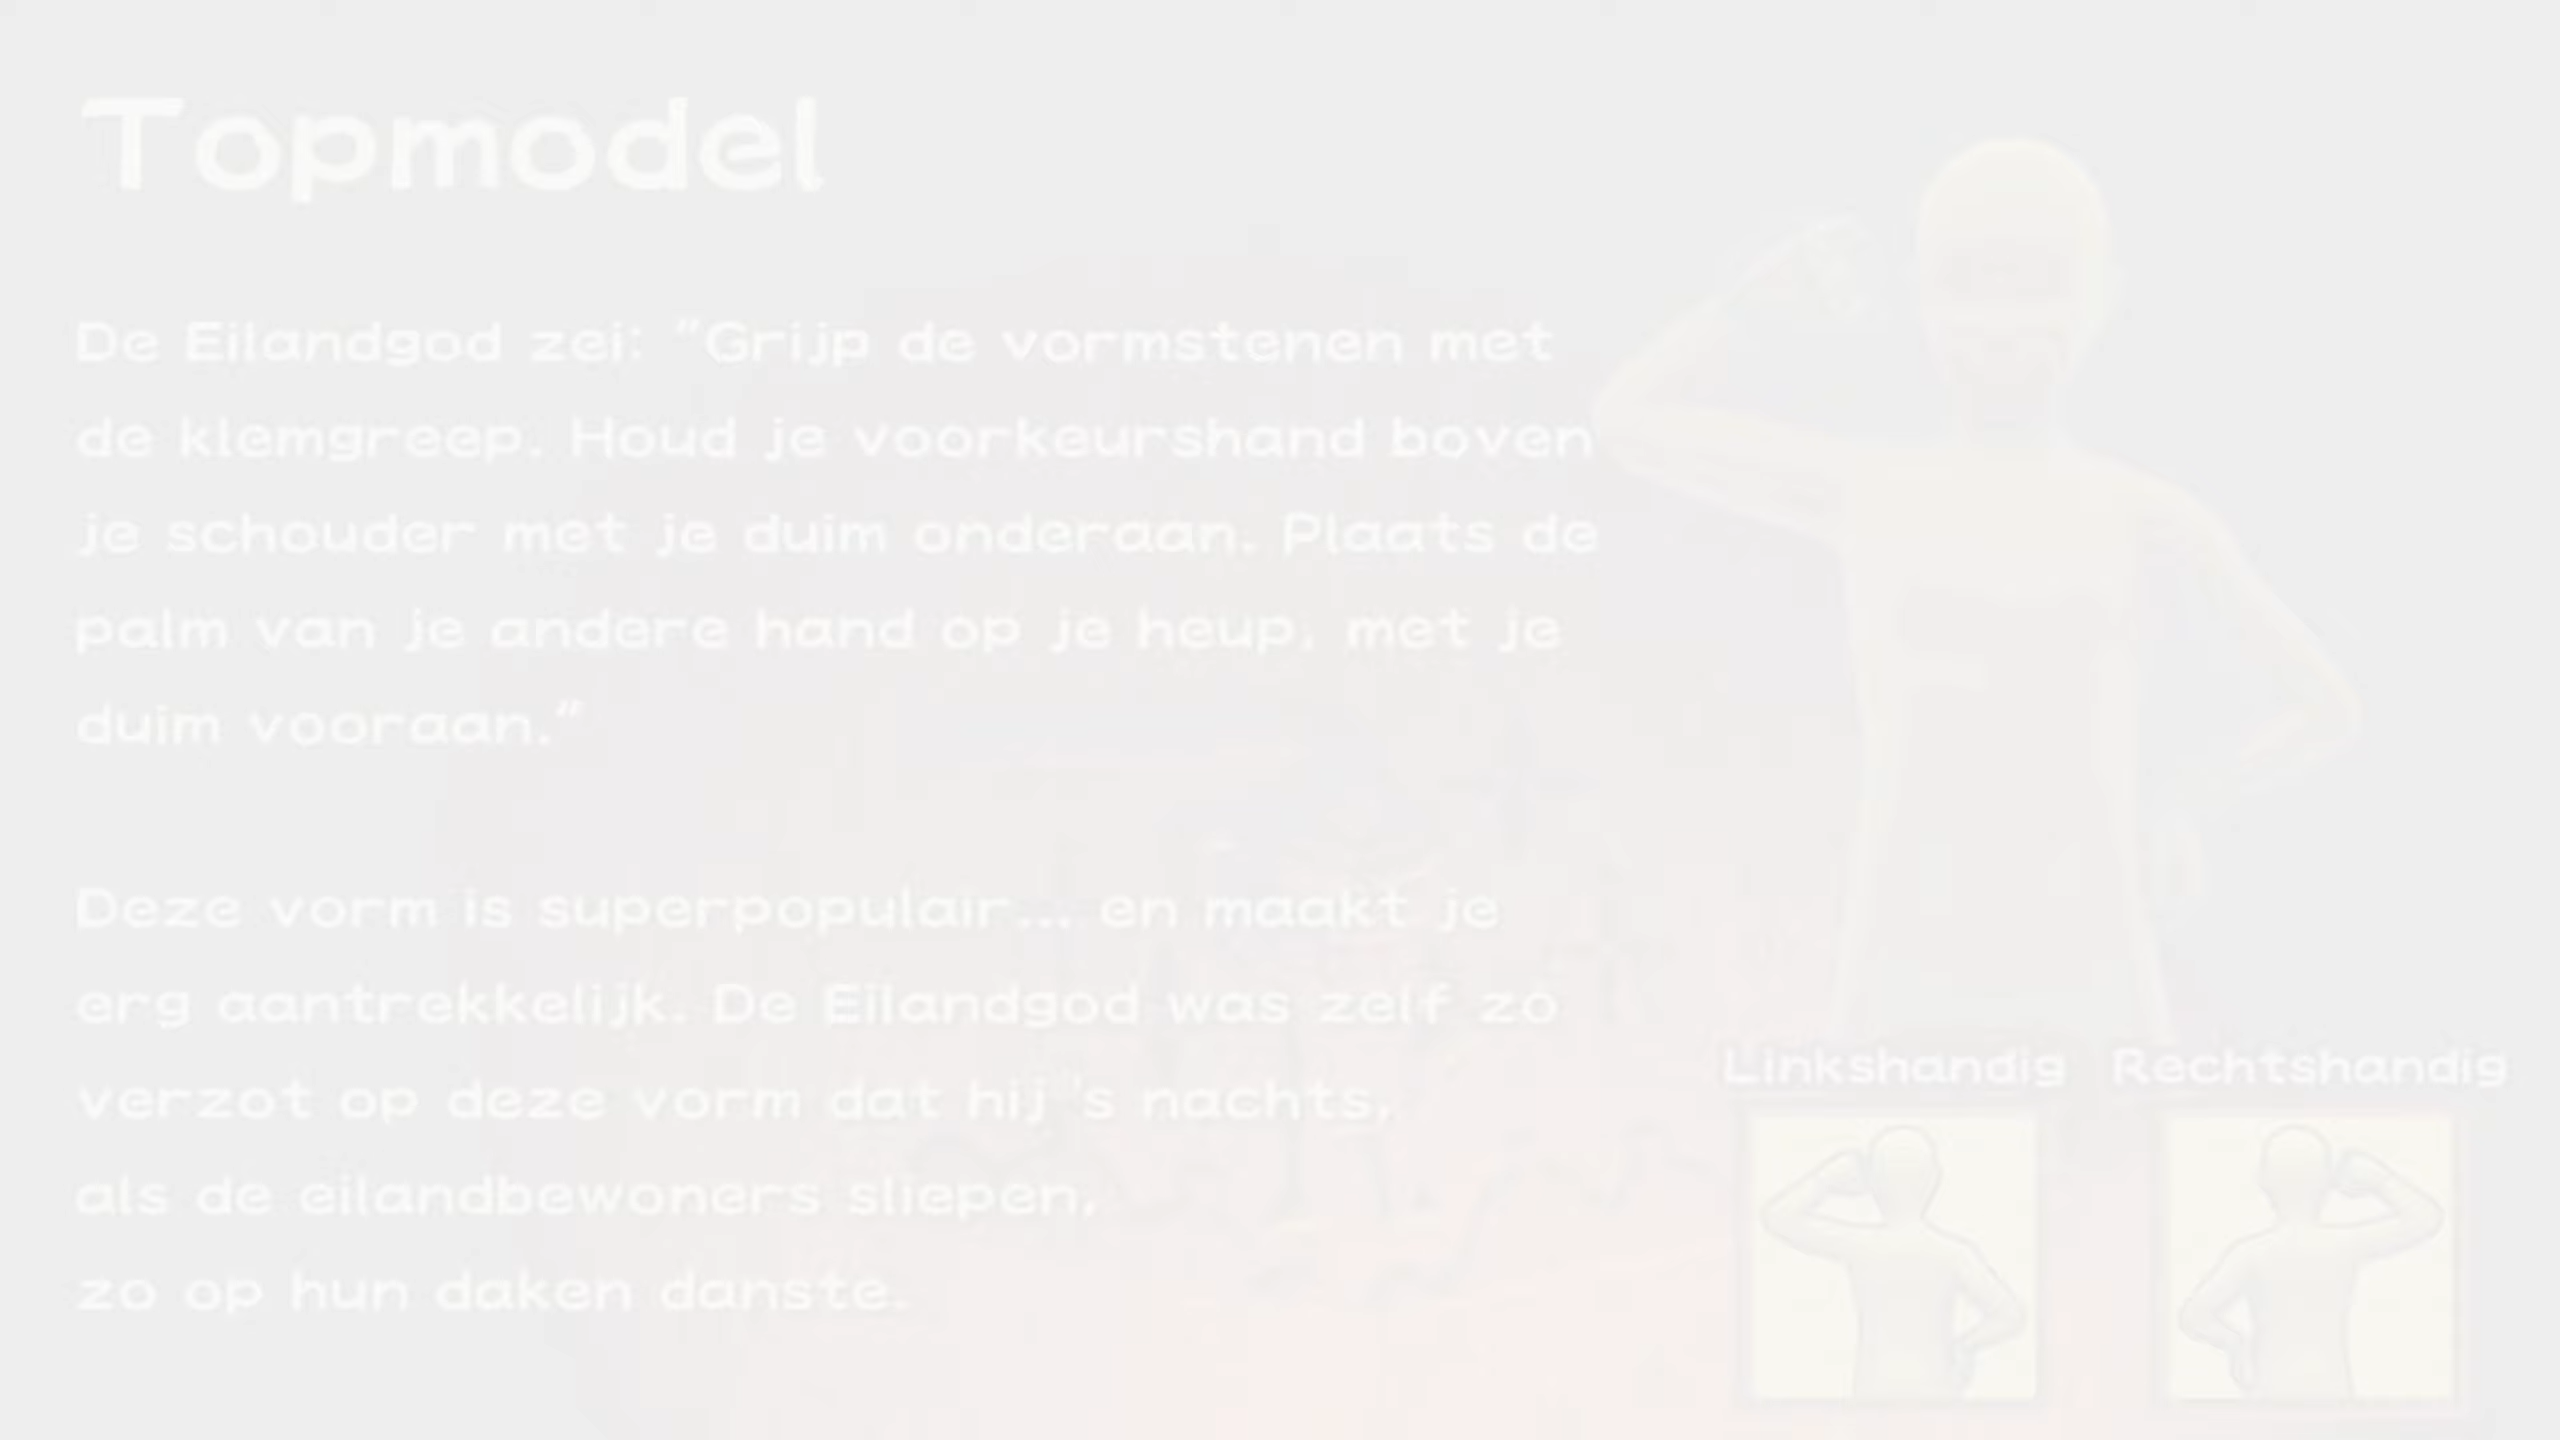 Topmodel
De Eilandgod zei: "Grijp de vormstenen met
de klemgreep. Houd je voorkeurshand boven
je schouder met je duim onderaan. Plaats de
palm van je andere hand op je heup, met je
duim vooraan."
Deze vorm is superpopulair... en maakt je
erg aantrekkelijk. De Eilandgod was zelf zo
verzot op deze vorm dat hij 's nachts,
als de eilandbewoners sliepen,
zo op hun daken danste.
Linkshandig Rechtshandig